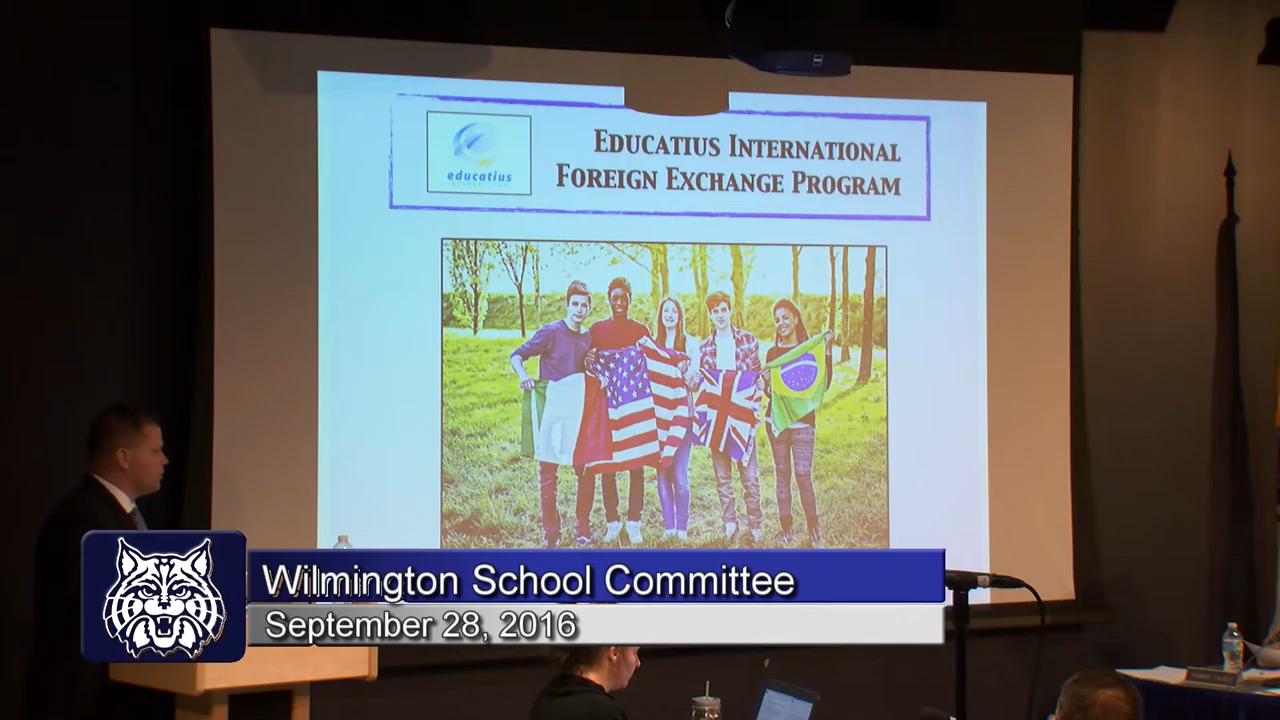 EDUCATIUS INTERNATIONAL
FOREIGN EXCHANGE PROGRAM
educatius
Wilmington School Committee
September 28, 2016